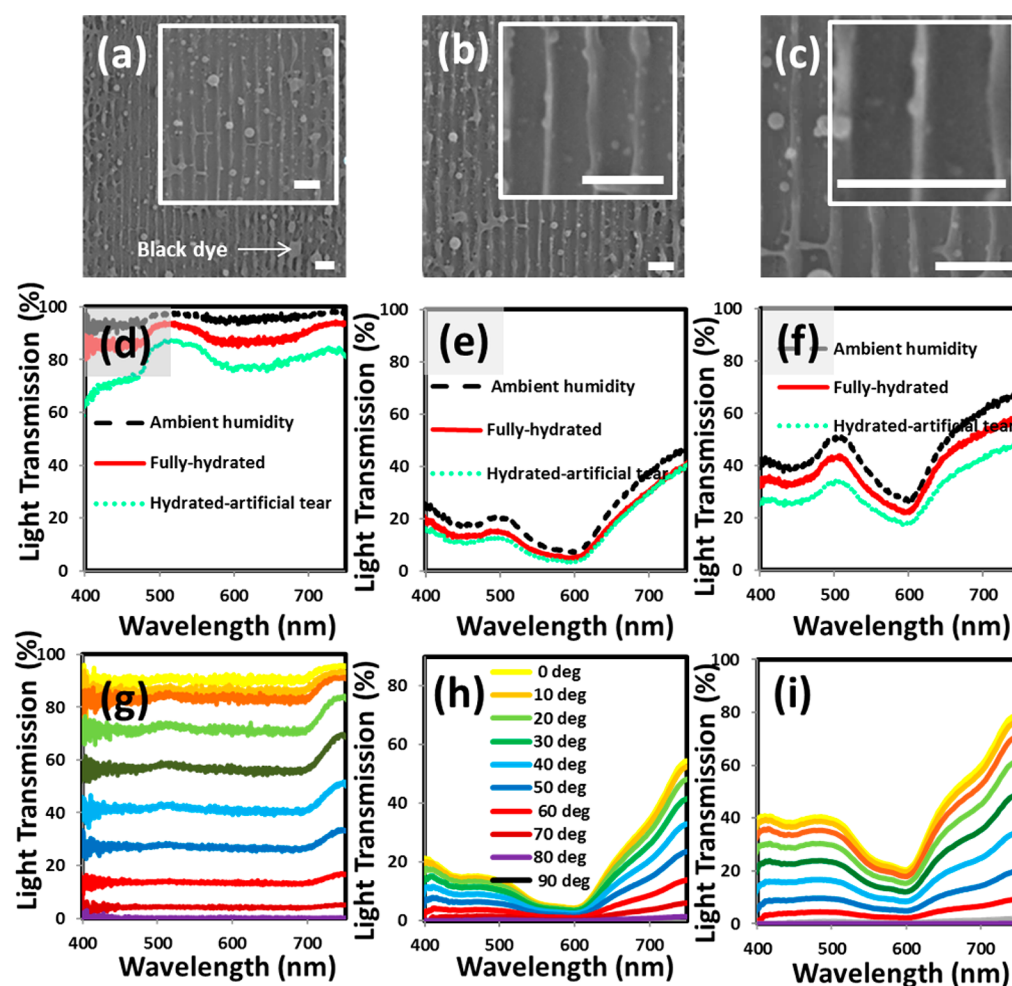 (a)
(b)
(c)
Black dye
Light Transmission (%)
100
80
60
40
20
0
(d)
Ambient humidity
Fully-hydrated
Hydrated-artificial tear
400
500
600
700
Wavelength (nm)
Light Transmission (%)
100
80
60
40
20
0
(e)
Ambient humidity
Fully-hydrated
Hydrated-artificial tear
400
500
600
700
Wavelength (nm)
Light Transmission (%)
100
80
60
40
20
0
(f)
Ambient humidity
Fully-hydrated
Hydrated-artificial tear
400
500
600
700
Wavelength (nm)
Light Transmission (%)
100
80
60
40
20
0
(g)
400
500
600
700
Wavelength (nm)
Light Transmission (%)
80
60
40
20
0
(h)
0 deg
10 deg
20 deg
30 deg
40 deg
50 deg
60 deg
70 deg
80 deg
90 deg
400
500
600
700
Wavelength (nm)
Light Transmission (%)
100
80
60
40
20
0
(i)
400
500
600
700
Wavelength (nm)